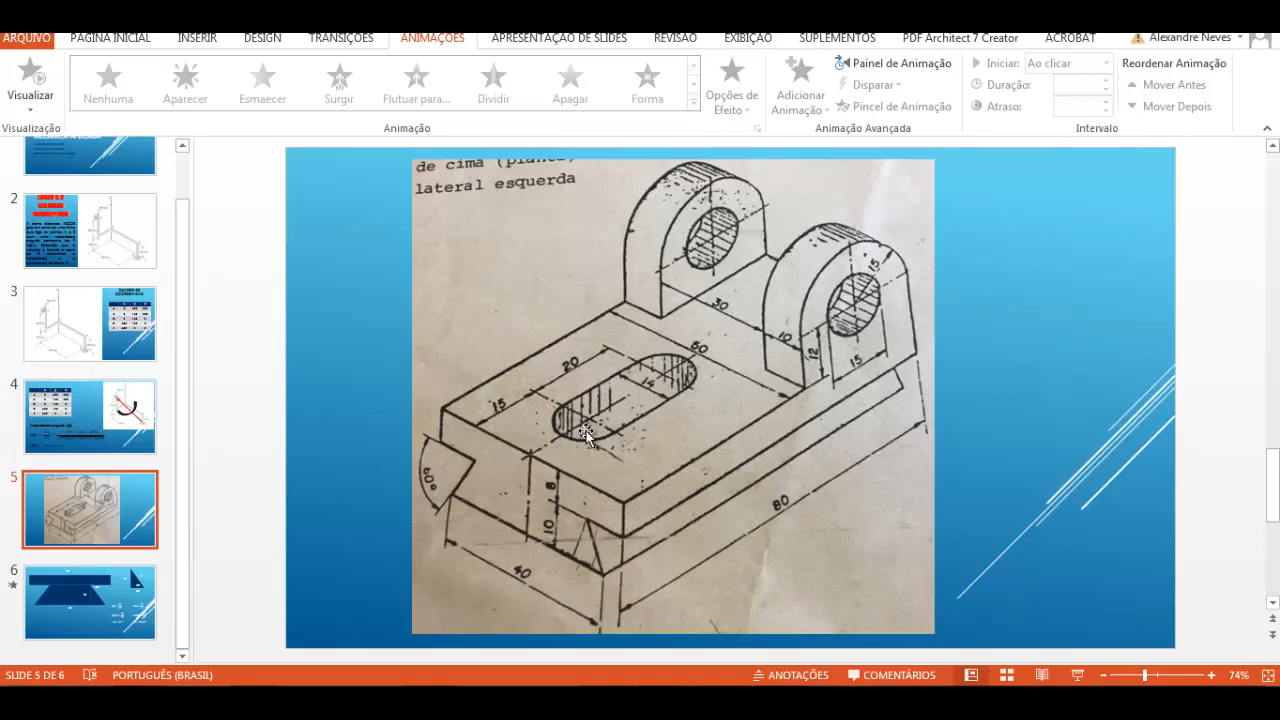 ARQUIVO PÁGINA INICIAL INSERIR DESIGN TRANSIÇÕES ANIMAÇÕES APRESENTAÇÃO DE SLIDES REVISÃO EXIBIÇÃO SUPLEMENTOS PDF Architect 7 Creator ACROBAT Alexandre Neves
Visualizar
Nenhuma Aparecer Esmaecer Surgir Flutuar para... Dividir Apagar Forma
Opções de
Efeito
Adicionar
Animação
Painel de Animação
Disparar
Pincel de Animação
Iniciar: Ao clicar
Duração:
Atraso:
Reordenar Animação
Mover Antes
Mover Depois
Visualização Animação Animação Avançada Intervalo
2
3
4
5
6
de cima (planta)
lateral esquerda
15
30
10
12
15
60
20
14
15
60°
8
10
80
40
SLIDE 5 DE 6 PORTUGUÊS (BRASIL) ANOTAÇÕES COMENTÁRIOS 74%